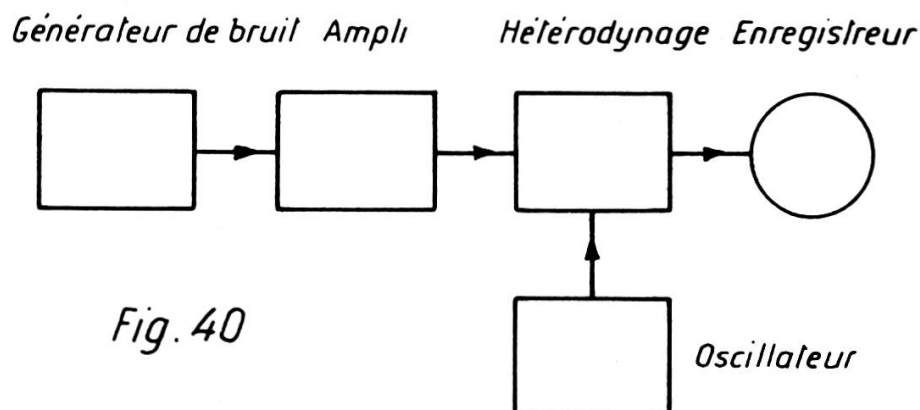 Générateur de bruit Ampli Hétérodynage Enregistreur
Fig. 40
Oscillateur